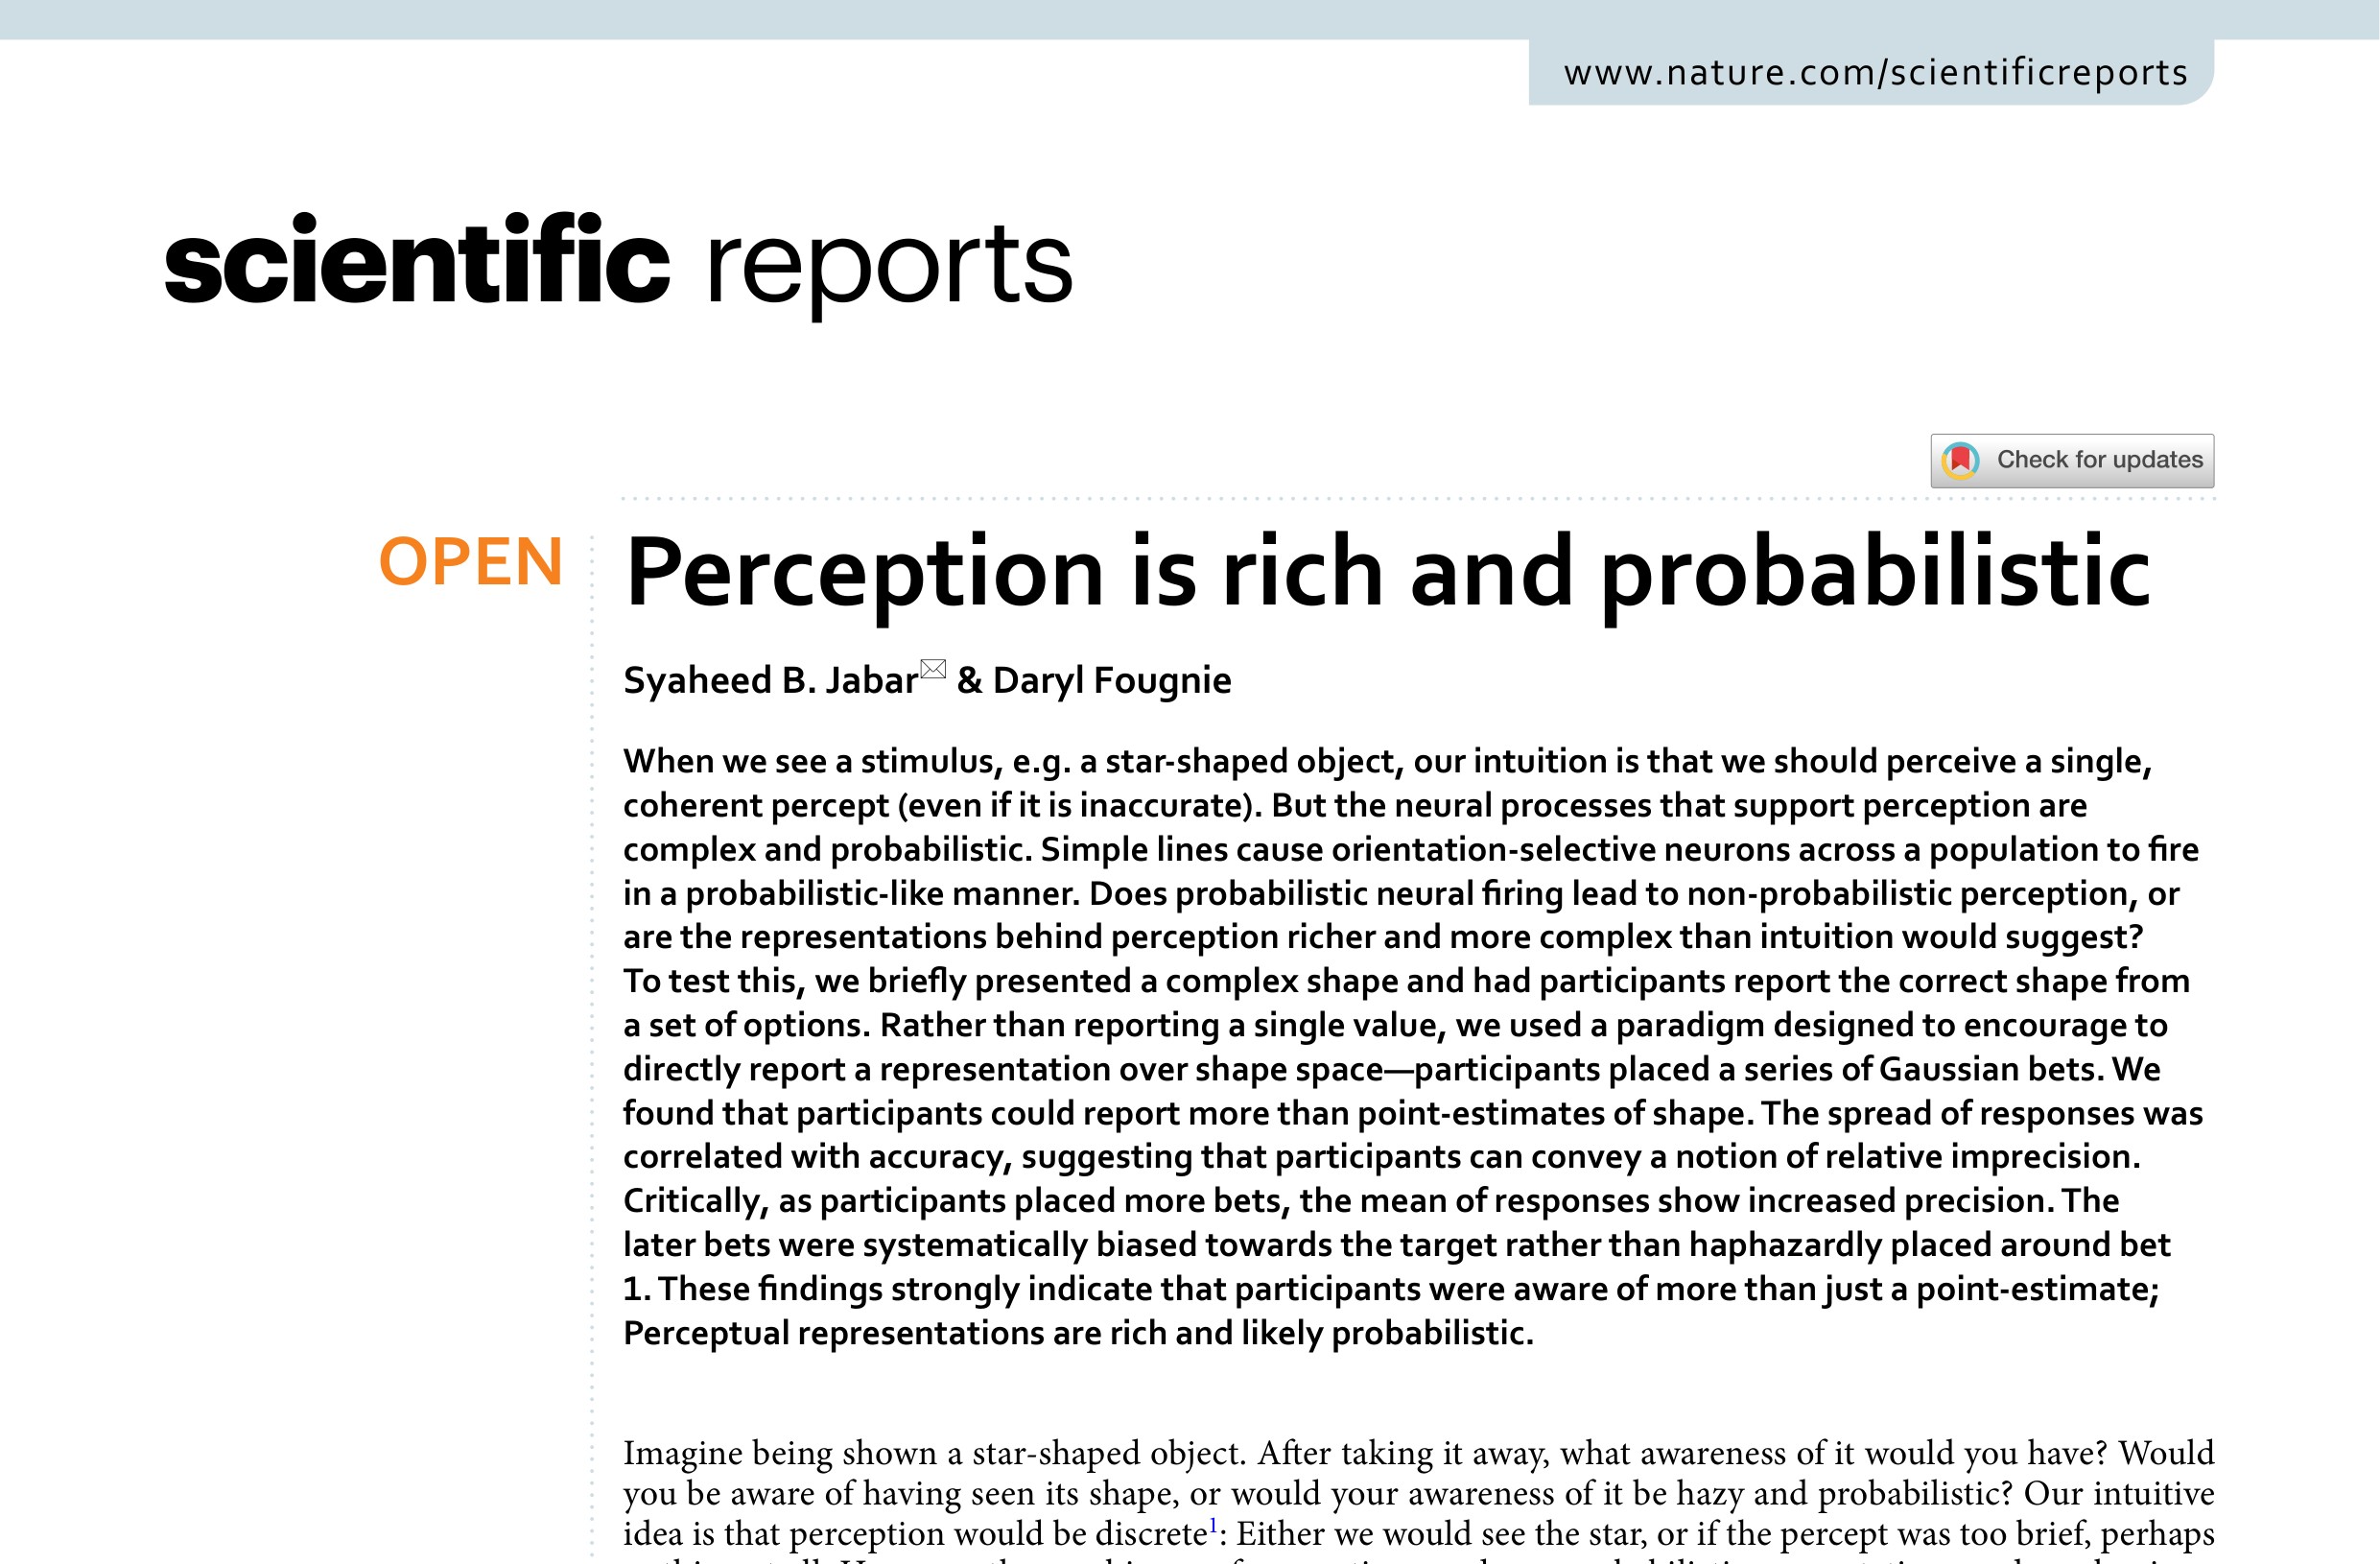 www.nature.com/scientificreports
scientific reports
Check for updates
OPEN
Perception is rich and probabilistic
Syaheed B. Jabar✉ & Daryl Fougnie
When we see a stimulus, e.g. a star-shaped object, our intuition is that we should perceive a single,
coherent percept (even if it is inaccurate). But the neural processes that support perception are
complex and probabilistic. Simple lines cause orientation-selective neurons across a population to fire
in a probabilistic-like manner. Does probabilistic neural firing lead to non-probabilistic perception, or
are the representations behind perception richer and more complex than intuition would suggest?
To test this, we briefly presented a complex shape and had participants report the correct shape from
a set of options. Rather than reporting a single value, we used a paradigm designed to encourage to
directly report a representation over shape space—participants placed a series of Gaussian bets. We
found that participants could report more than point-estimates of shape. The spread of responses was
correlated with accuracy, suggesting that participants can convey a notion of relative imprecision.
Critically, as participants placed more bets, the mean of responses show increased precision. The
later bets were systematically biased towards the target rather than haphazardly placed around bet
1. These findings strongly indicate that participants were aware of more than just a point-estimate;
Perceptual representations are rich and likely probabilistic.
Imagine being shown a star-shaped object. After taking it away, what awareness of it would you have? Would
you be aware of having seen its shape, or would your awareness of it be hazy and probabilistic? Our intuitive
idea is that perception would be discrete1: Either we would see the star, or if the percept was too brief, perhaps